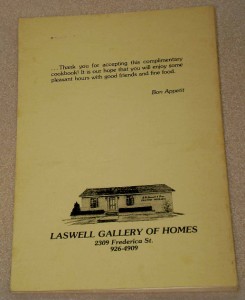 ....Thank you for accepting this complimentary
cookbook! It is our hope that you will enjoy some
pleasant hours with good friends and fine food.
Bon Appetit
LASWELL GALLERY OF HOMES
2309 Frederica St.
926-4909